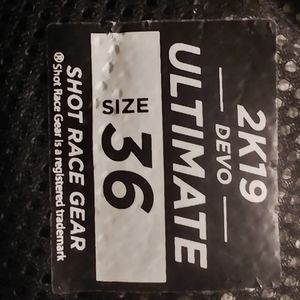 2K19
DEVO
ULTIMATE
SIZE 36
SHOT RACE GEAR
®Shot Race Gear is a registered trademark